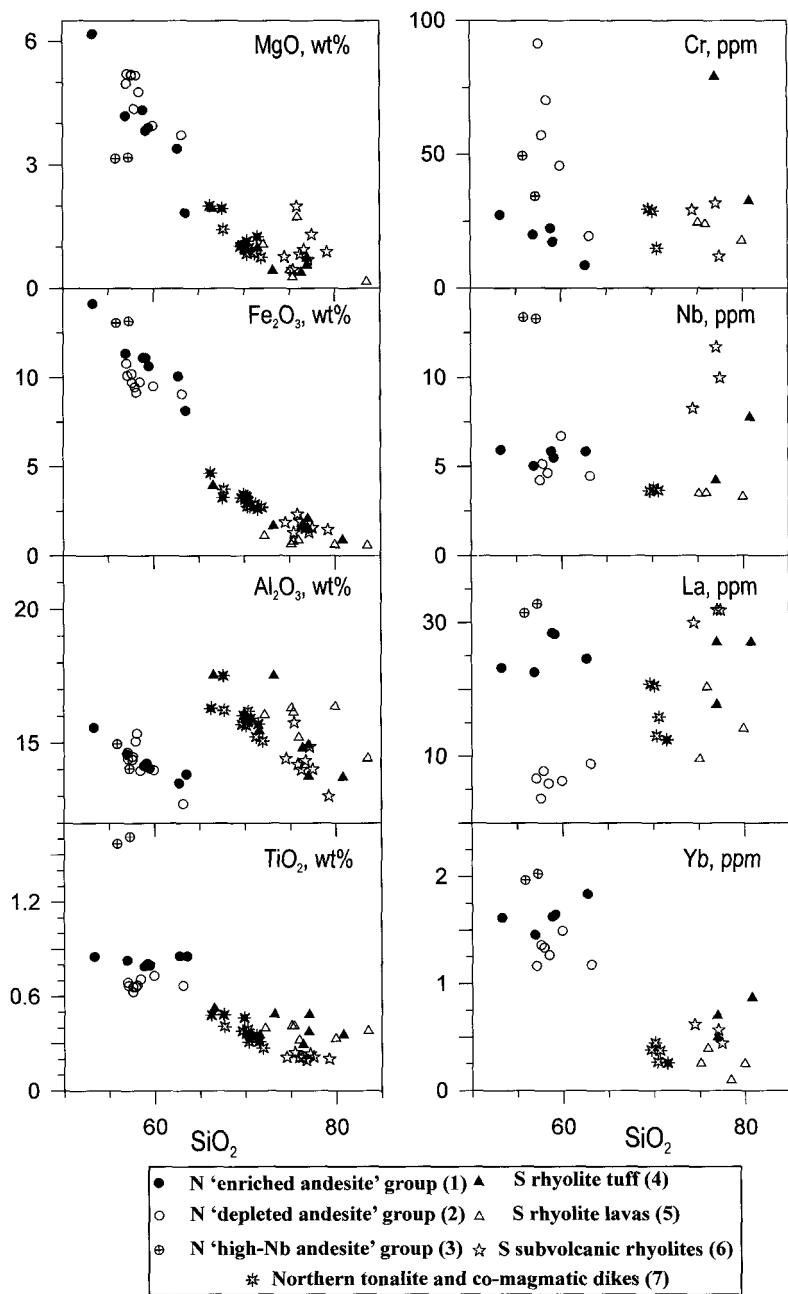 MgO, wt%
6
3
0
Fe₂O₃, wt%
10
5
0
Al₂O₃, wt%
20
15
TiO₂, wt%
1.2
0.6
0
60
80
SiO₂
Cr, ppm
100
50
0
Nb, ppm
10
5
0
La, ppm
30
10
Yb, ppm
2
1
0
60
80
SiO₂
● N ‘enriched andesite’ group (1) ▲ S rhyolite tuff (4)
○ N ‘depleted andesite’ group (2) △ S rhyolite lavas (5)
⊕ N ‘high-Nb andesite’ group (3) ☆ S subvolcanic rhyolites (6)
✳ Northern tonalite and co-magmatic dikes (7)